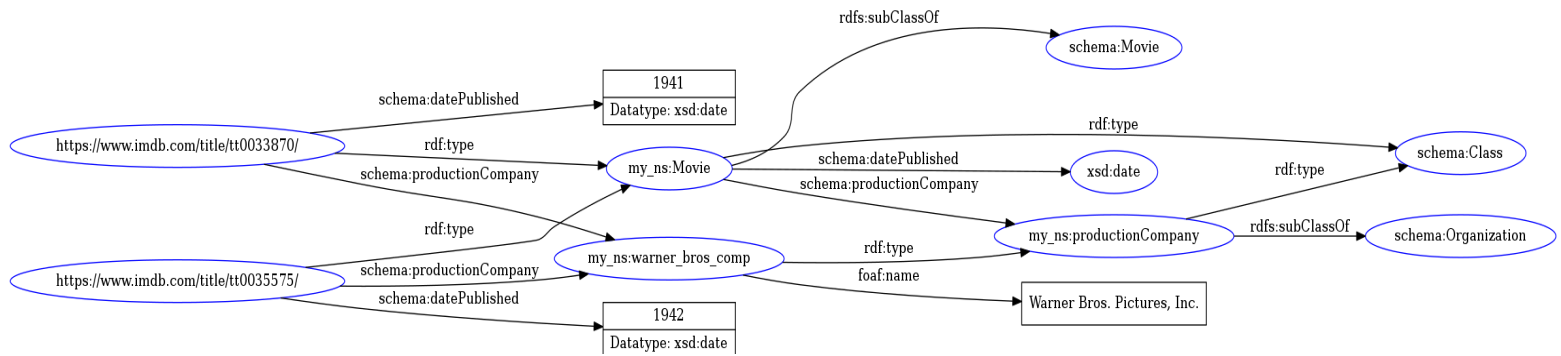 rdfs:subClassOf
schema:Movie
1941
Datatype: xsd:date
schema:datePublished
https://www.imdb.com/title/tt0033870/
rdf:type
schema:productionCompany
my_ns:Movie
rdf:type
schema:Class
schema:datePublished
xsd:date
schema:productionCompany
rdf:type
my_ns:productionCompany
rdfs:subClassOf
schema:Organization
rdf:type
https://www.imdb.com/title/tt0035575/
schema:productionCompany
schema:datePublished
my_ns:warner_bros_comp
rdf:type
foaf:name
Warner Bros. Pictures, Inc.
1942
Datatype: xsd:date